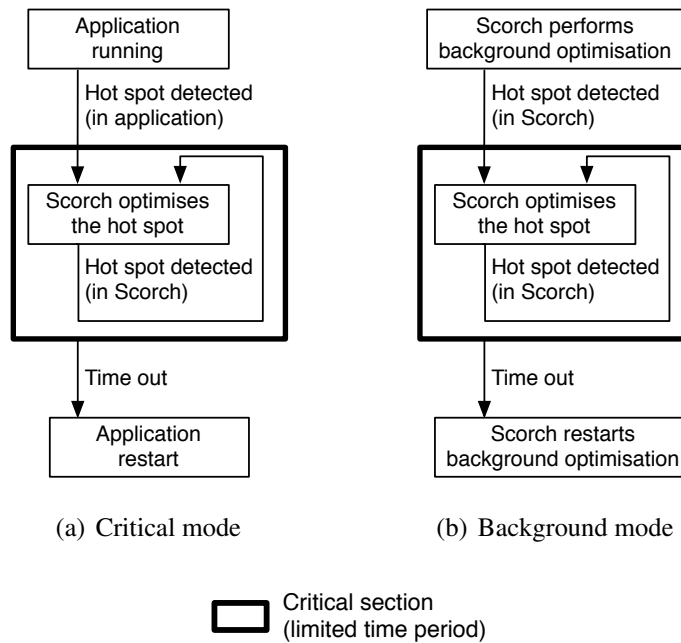 Application
running
Hot spot detected
(in application)
Scorch optimises
the hot spot
Hot spot detected
(in Scorch)
Time out
Application
restart
(a) Critical mode
Scorch performs
background optimisation
Hot spot detected
(in Scorch)
Scorch optimises
the hot spot
Hot spot detected
(in Scorch)
Time out
Scorch restarts
background optimisation
(b) Background mode
Critical section
(limited time period)